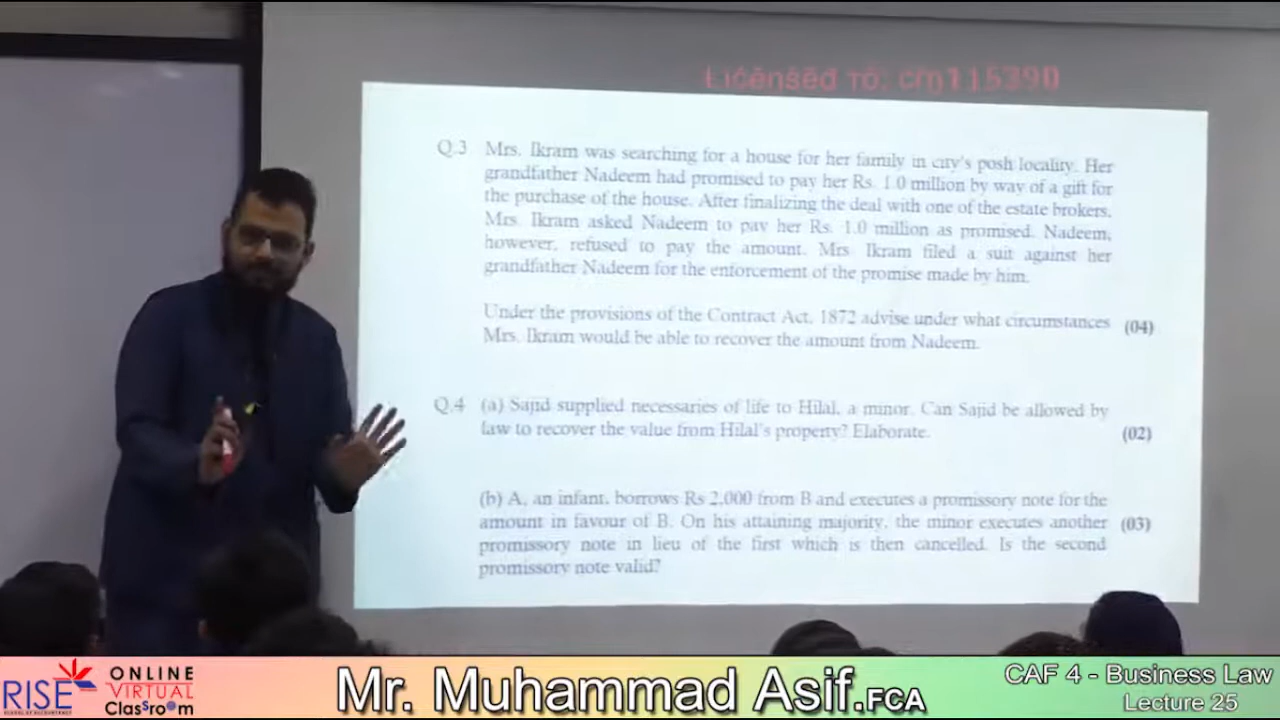 Łícěnśěd тö: cŕŋ115390
Q.3 Mrs. Ikram was searching for a house for her family in city's posh locality. Her
grandfather Nadeem had promised to pay her Rs. 1.0 million by way of a gift for
the purchase of the house. After finalizing the deal with one of the estate brokers,
Mrs. Ikram asked Nadeem to pay her Rs. 1.0 million as promised. Nadeem,
however, refused to pay the amount. Mrs. Ikram filed a suit against her
grandfather Nadeem for the enforcement of the promise made by him.
Under the provisions of the Contract Act, 1872 advise under what circumstances (04)
Mrs. Ikram would be able to recover the amount from Nadeem.
Q.4 (a) Sajid supplied necessaries of life to Hilal, a minor. Can Sajid be allowed by
law to recover the value from Hilal's property? Elaborate. (02)
(b) A, an infant, borrows Rs 2,000 from B and executes a promissory note for the
amount in favour of B. On his attaining majority, the minor executes another (03)
promissory note in lieu of the first which is then cancelled. Is the second
promissory note valid?
RISE ONLINE
VIRTUAL
Classroom
Mr. Muhammad Asif.FCA
CAF 4 - Business Law
Lecture 25